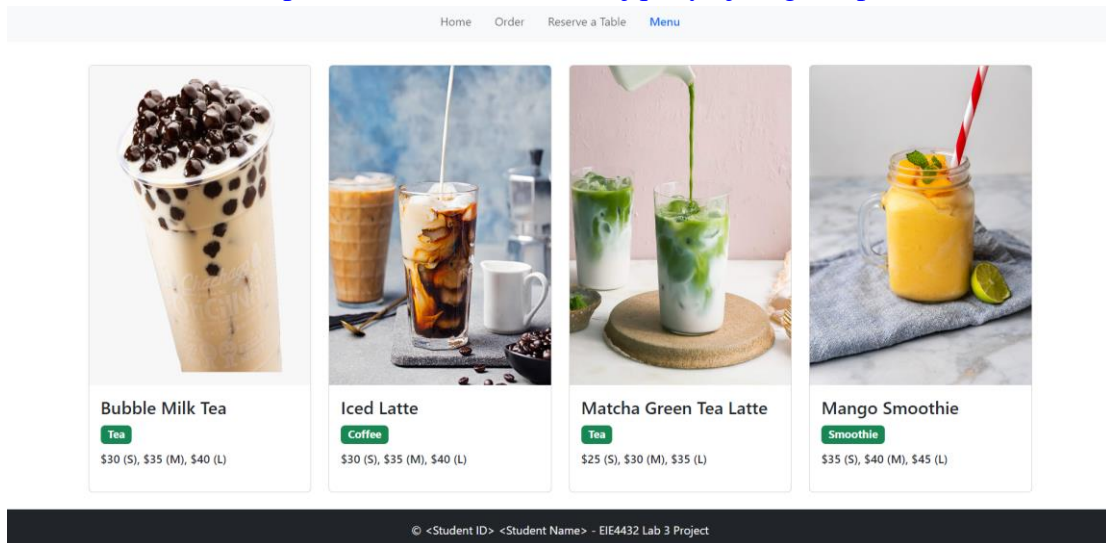 Home Order Reserve a Table Menu
Bubble Milk Tea
Tea
$30 (S), $35 (M), $40 (L)
Iced Latte
Coffee
$30 (S), $35 (M), $40 (L)
Matcha Green Tea Latte
Tea
$25 (S), $30 (M), $35 (L)
Mango Smoothie
Smoothie
$35 (S), $40 (M), $45 (L)
© <Student ID> <Student Name> - EIE4432 Lab 3 Project